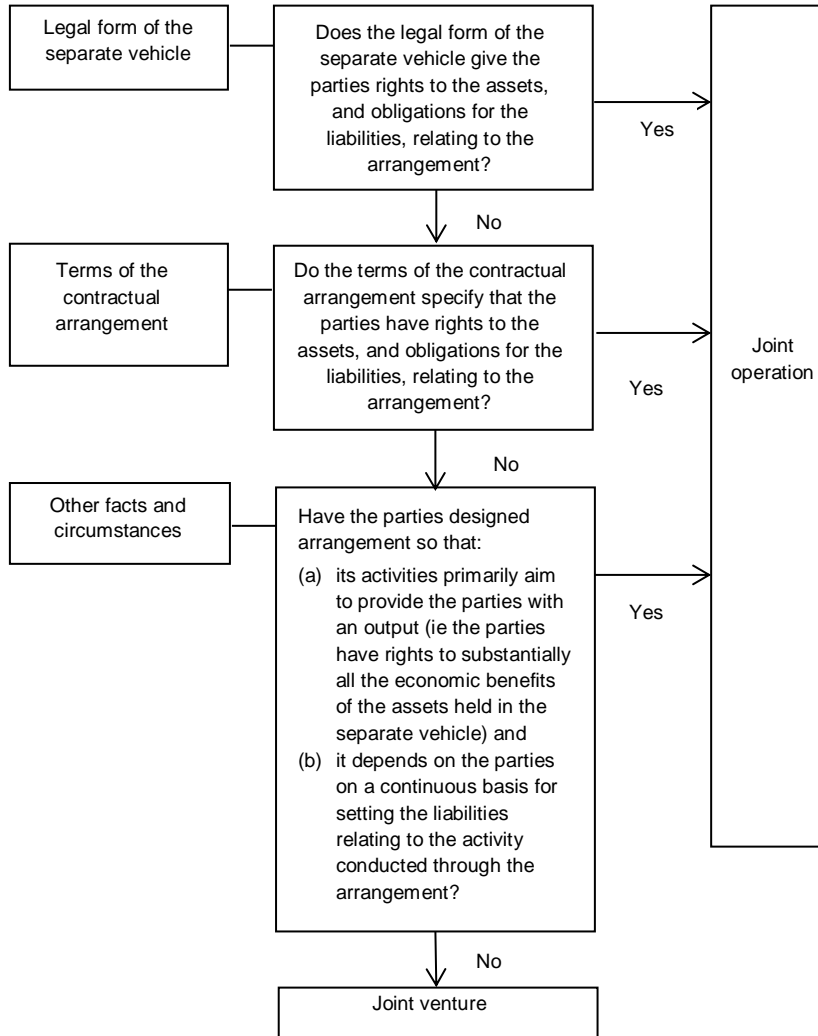 Legal form of the
separate vehicle
Does the legal form of the
separate vehicle give the
parties rights to the assets,
and obligations for the
liabilities, relating to the
arrangement?
Yes
No
Terms of the
contractual
arrangement
Do the terms of the contractual
arrangement specify that the
parties have rights to the
assets, and obligations for the
liabilities, relating to the
arrangement?
Yes
Joint
operation
No
Other facts and
circumstances
Have the parties designed
arrangement so that:
(a) its activities primarily aim
to provide the parties with
an output (ie the parties
have rights to substantially
all the economic benefits
of the assets held in the
separate vehicle) and
(b) it depends on the parties
on a continuous basis for
setting the liabilities
relating to the activity
conducted through the
arrangement?
Yes
No
Joint venture